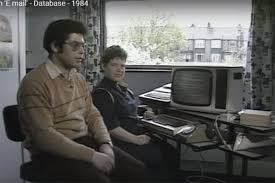 n 'E mail' - Database - 1984